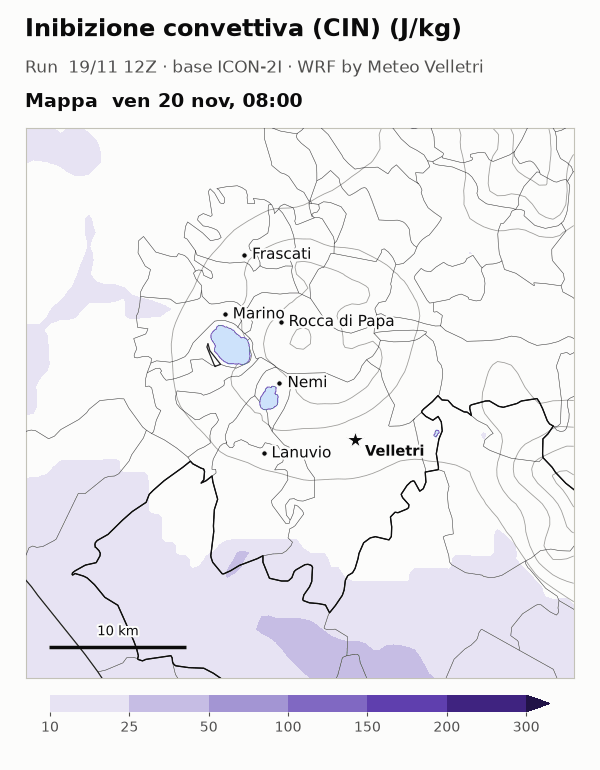 Inibizione convettiva (CIN) (J/kg)
Run  19/11 12Z · base ICON-2I · WRF by Meteo Velletri
Mappa  ven 20 nov, 08:00
Frascati
Marino
Rocca di Papa
Nemi
Velletri
Lanuvio
10 km
10 25 50 100 150 200 300